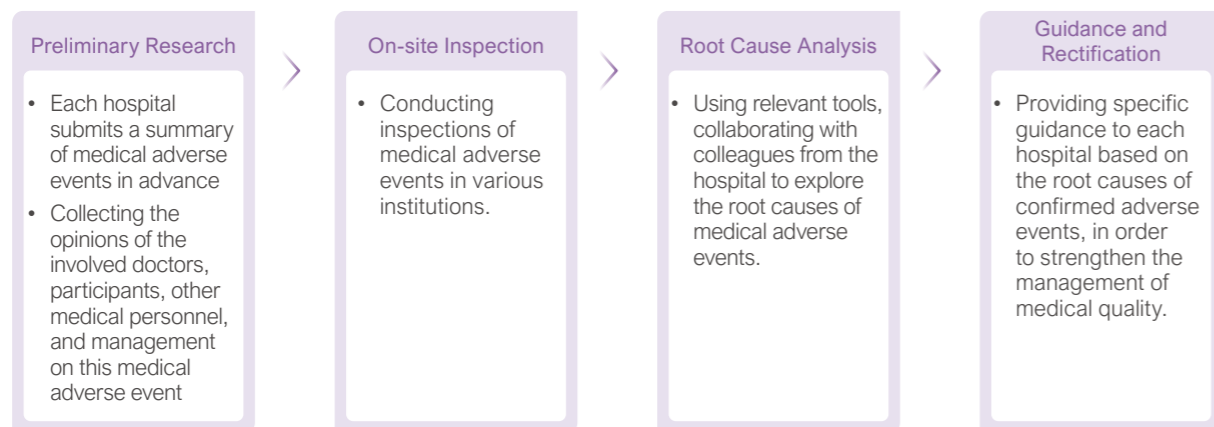 Preliminary Research
• Each hospital
submits a summary
of medical adverse
events in advance
• Collecting the
opinions of the
involved doctors,
participants, other
medical personnel,
and management
on this medical
adverse event
On-site Inspection
• Conducting
inspections of
medical adverse
events in various
institutions.
Root Cause Analysis
• Using relevant tools,
collaborating with
colleagues from the
hospital to explore
the root causes of
medical adverse
events.
Guidance and
Rectification
• Providing specific
guidance to each
hospital based on
the root causes of
confirmed adverse
events, in order
to strengthen the
management of
medical quality.